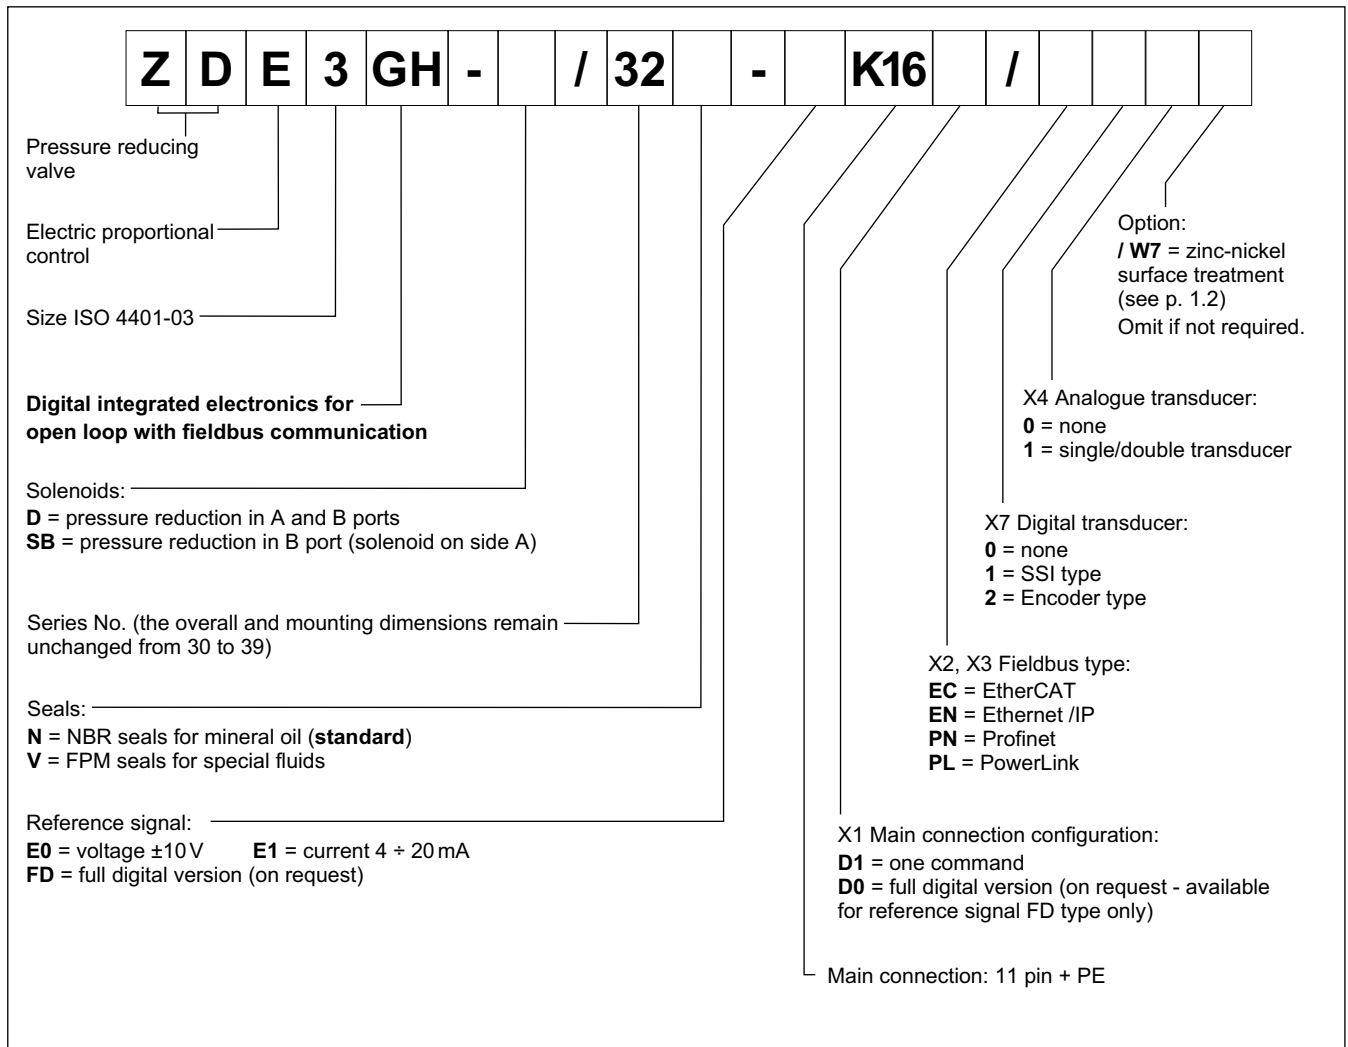 Z D E 3 GH - / 32 - K16 /
Pressure reducing
valve
Electric proportional
control
Size ISO 4401-03
Digital integrated electronics for
open loop with fieldbus communication
Solenoids:
D = pressure reduction in A and B ports
SB = pressure reduction in B port (solenoid on side A)
Series No. (the overall and mounting dimensions remain
unchanged from 30 to 39)
Seals:
N = NBR seals for mineral oil (standard)
V = FPM seals for special fluids
Reference signal:
E0 = voltage ±10 V E1 = current 4 ÷ 20 mA
FD = full digital version (on request)
Option:
/ W7 = zinc-nickel
surface treatment
(see p. 1.2)
Omit if not required.
X4 Analogue transducer:
0 = none
1 = single/double transducer
X7 Digital transducer:
0 = none
1 = SSI type
2 = Encoder type
X2, X3 Fieldbus type:
EC = EtherCAT
EN = Ethernet /IP
PN = Profinet
PL = PowerLink
X1 Main connection configuration:
D1 = one command
D0 = full digital version (on request - available
for reference signal FD type only)
Main connection: 11 pin + PE